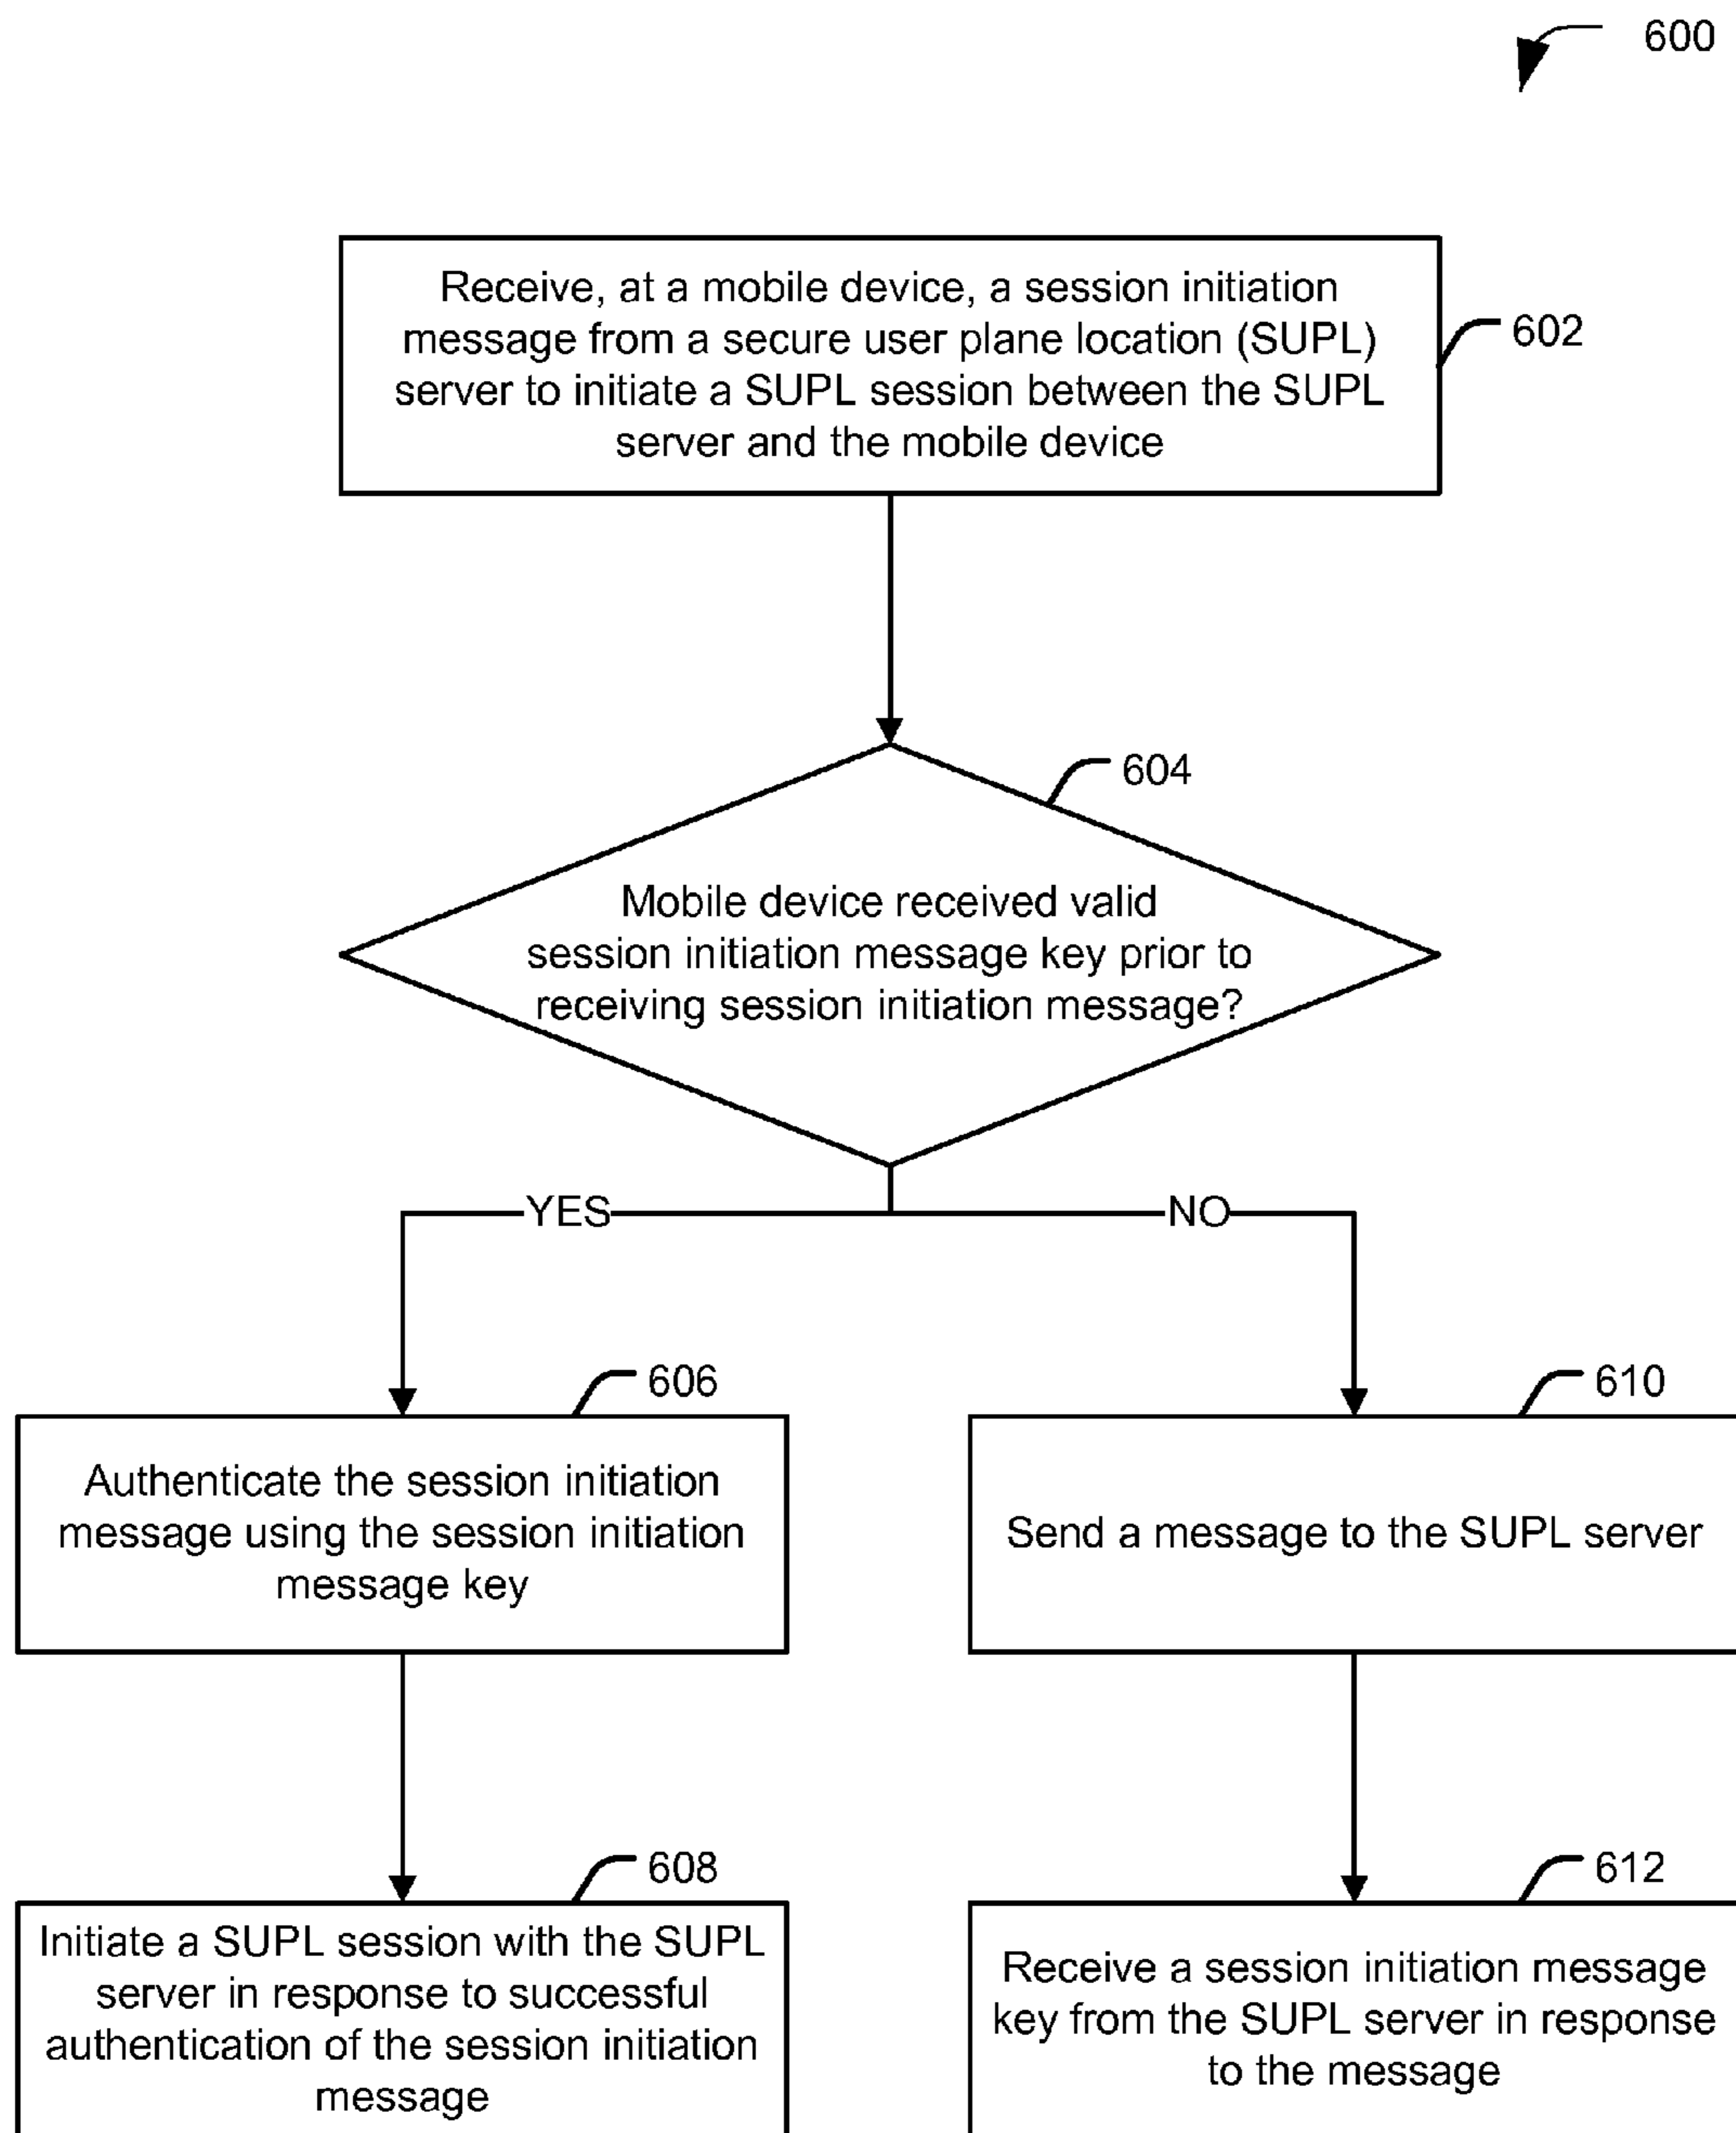 600
Receive, at a mobile device, a session initiation
message from a secure user plane location (SUPL)
server to initiate a SUPL session between the SUPL
server and the mobile device
602
604
Mobile device received valid
session initiation message key prior to
receiving session initiation message?
YES
NO
606
Authenticate the session initiation
message using the session initiation
message key
610
Send a message to the SUPL server
608
Initiate a SUPL session with the SUPL
server in response to successful
authentication of the session initiation
message
612
Receive a session initiation message
key from the SUPL server in response
to the message